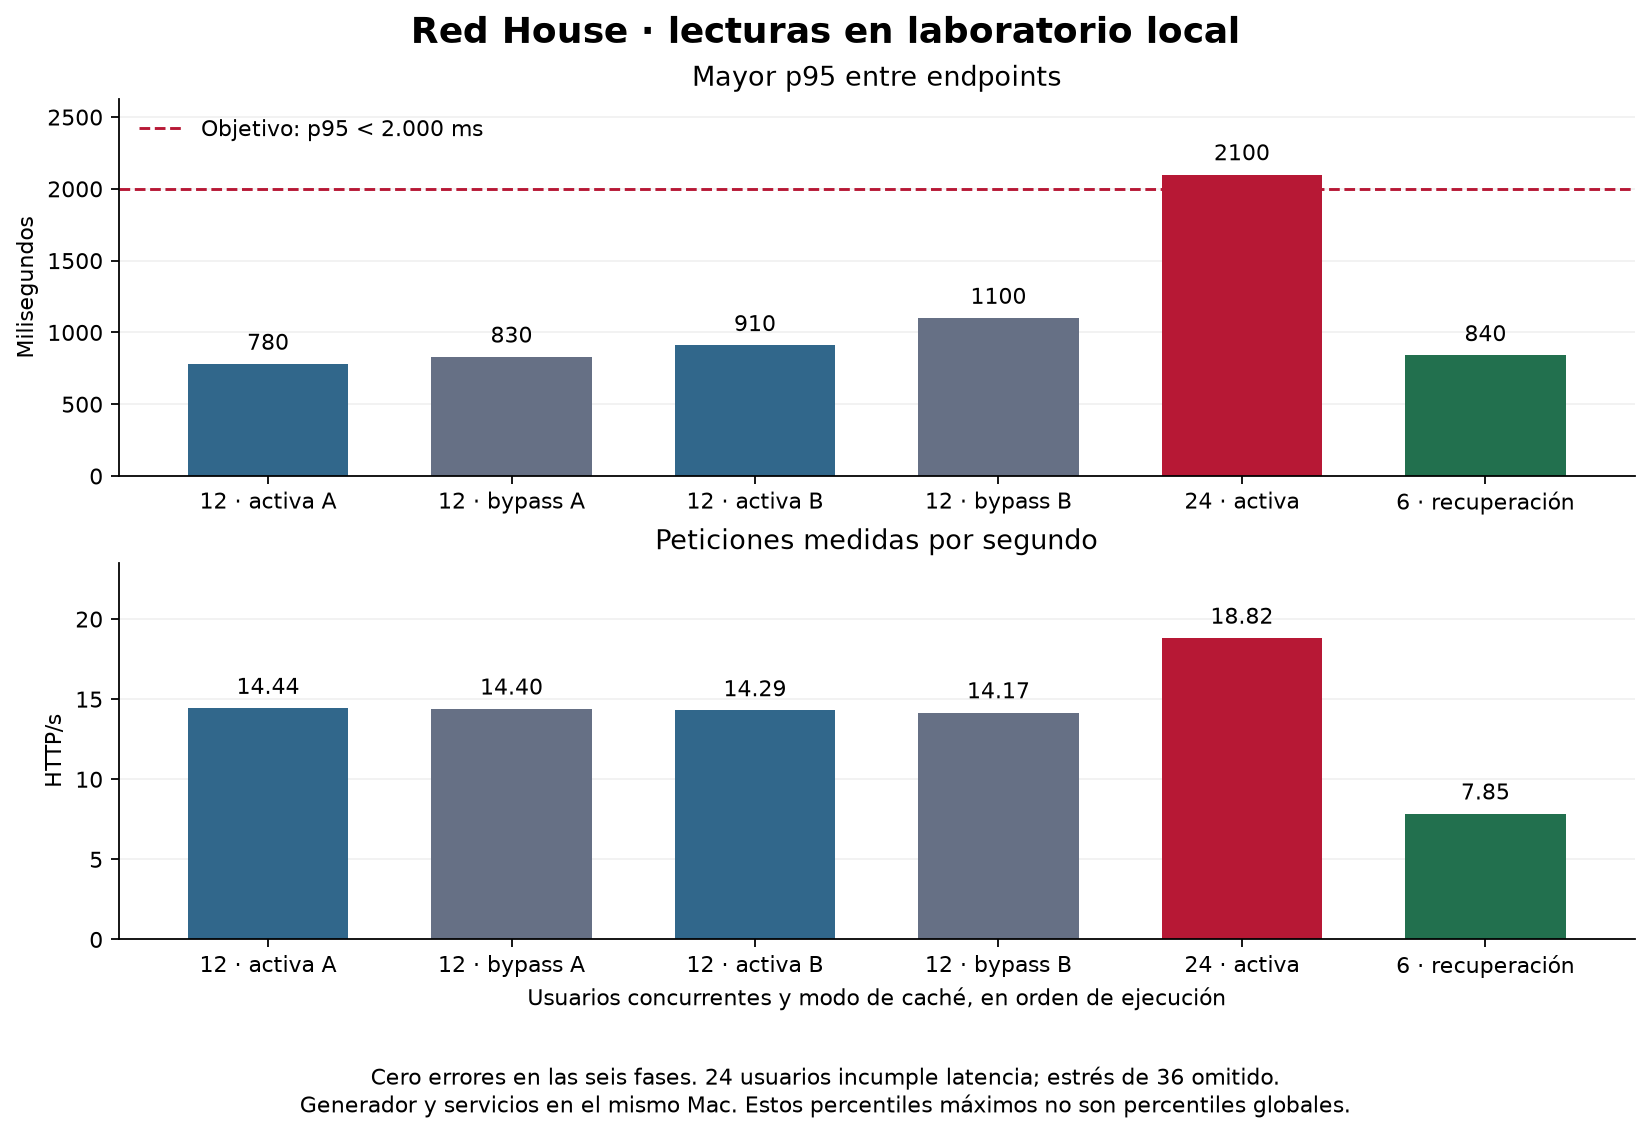 Red House · lecturas en laboratorio local
Mayor p95 entre endpoints
Milisegundos
2500
2000
1500
1000
500
0
Objetivo: p95 < 2.000 ms
780
830
910
1100
2100
840
12 · activa A
12 · bypass A
12 · activa B
12 · bypass B
24 · activa
6 · recuperación
Peticiones medidas por segundo
HTTP/s
20
15
10
5
0
14.44
14.40
14.29
14.17
18.82
7.85
12 · activa A
12 · bypass A
12 · activa B
12 · bypass B
24 · activa
6 · recuperación
Usuarios concurrentes y modo de caché, en orden de ejecución
Cero errores en las seis fases. 24 usuarios incumple latencia; estrés de 36 omitido.
Generador y servicios en el mismo Mac. Estos percentiles máximos no son percentiles globales.